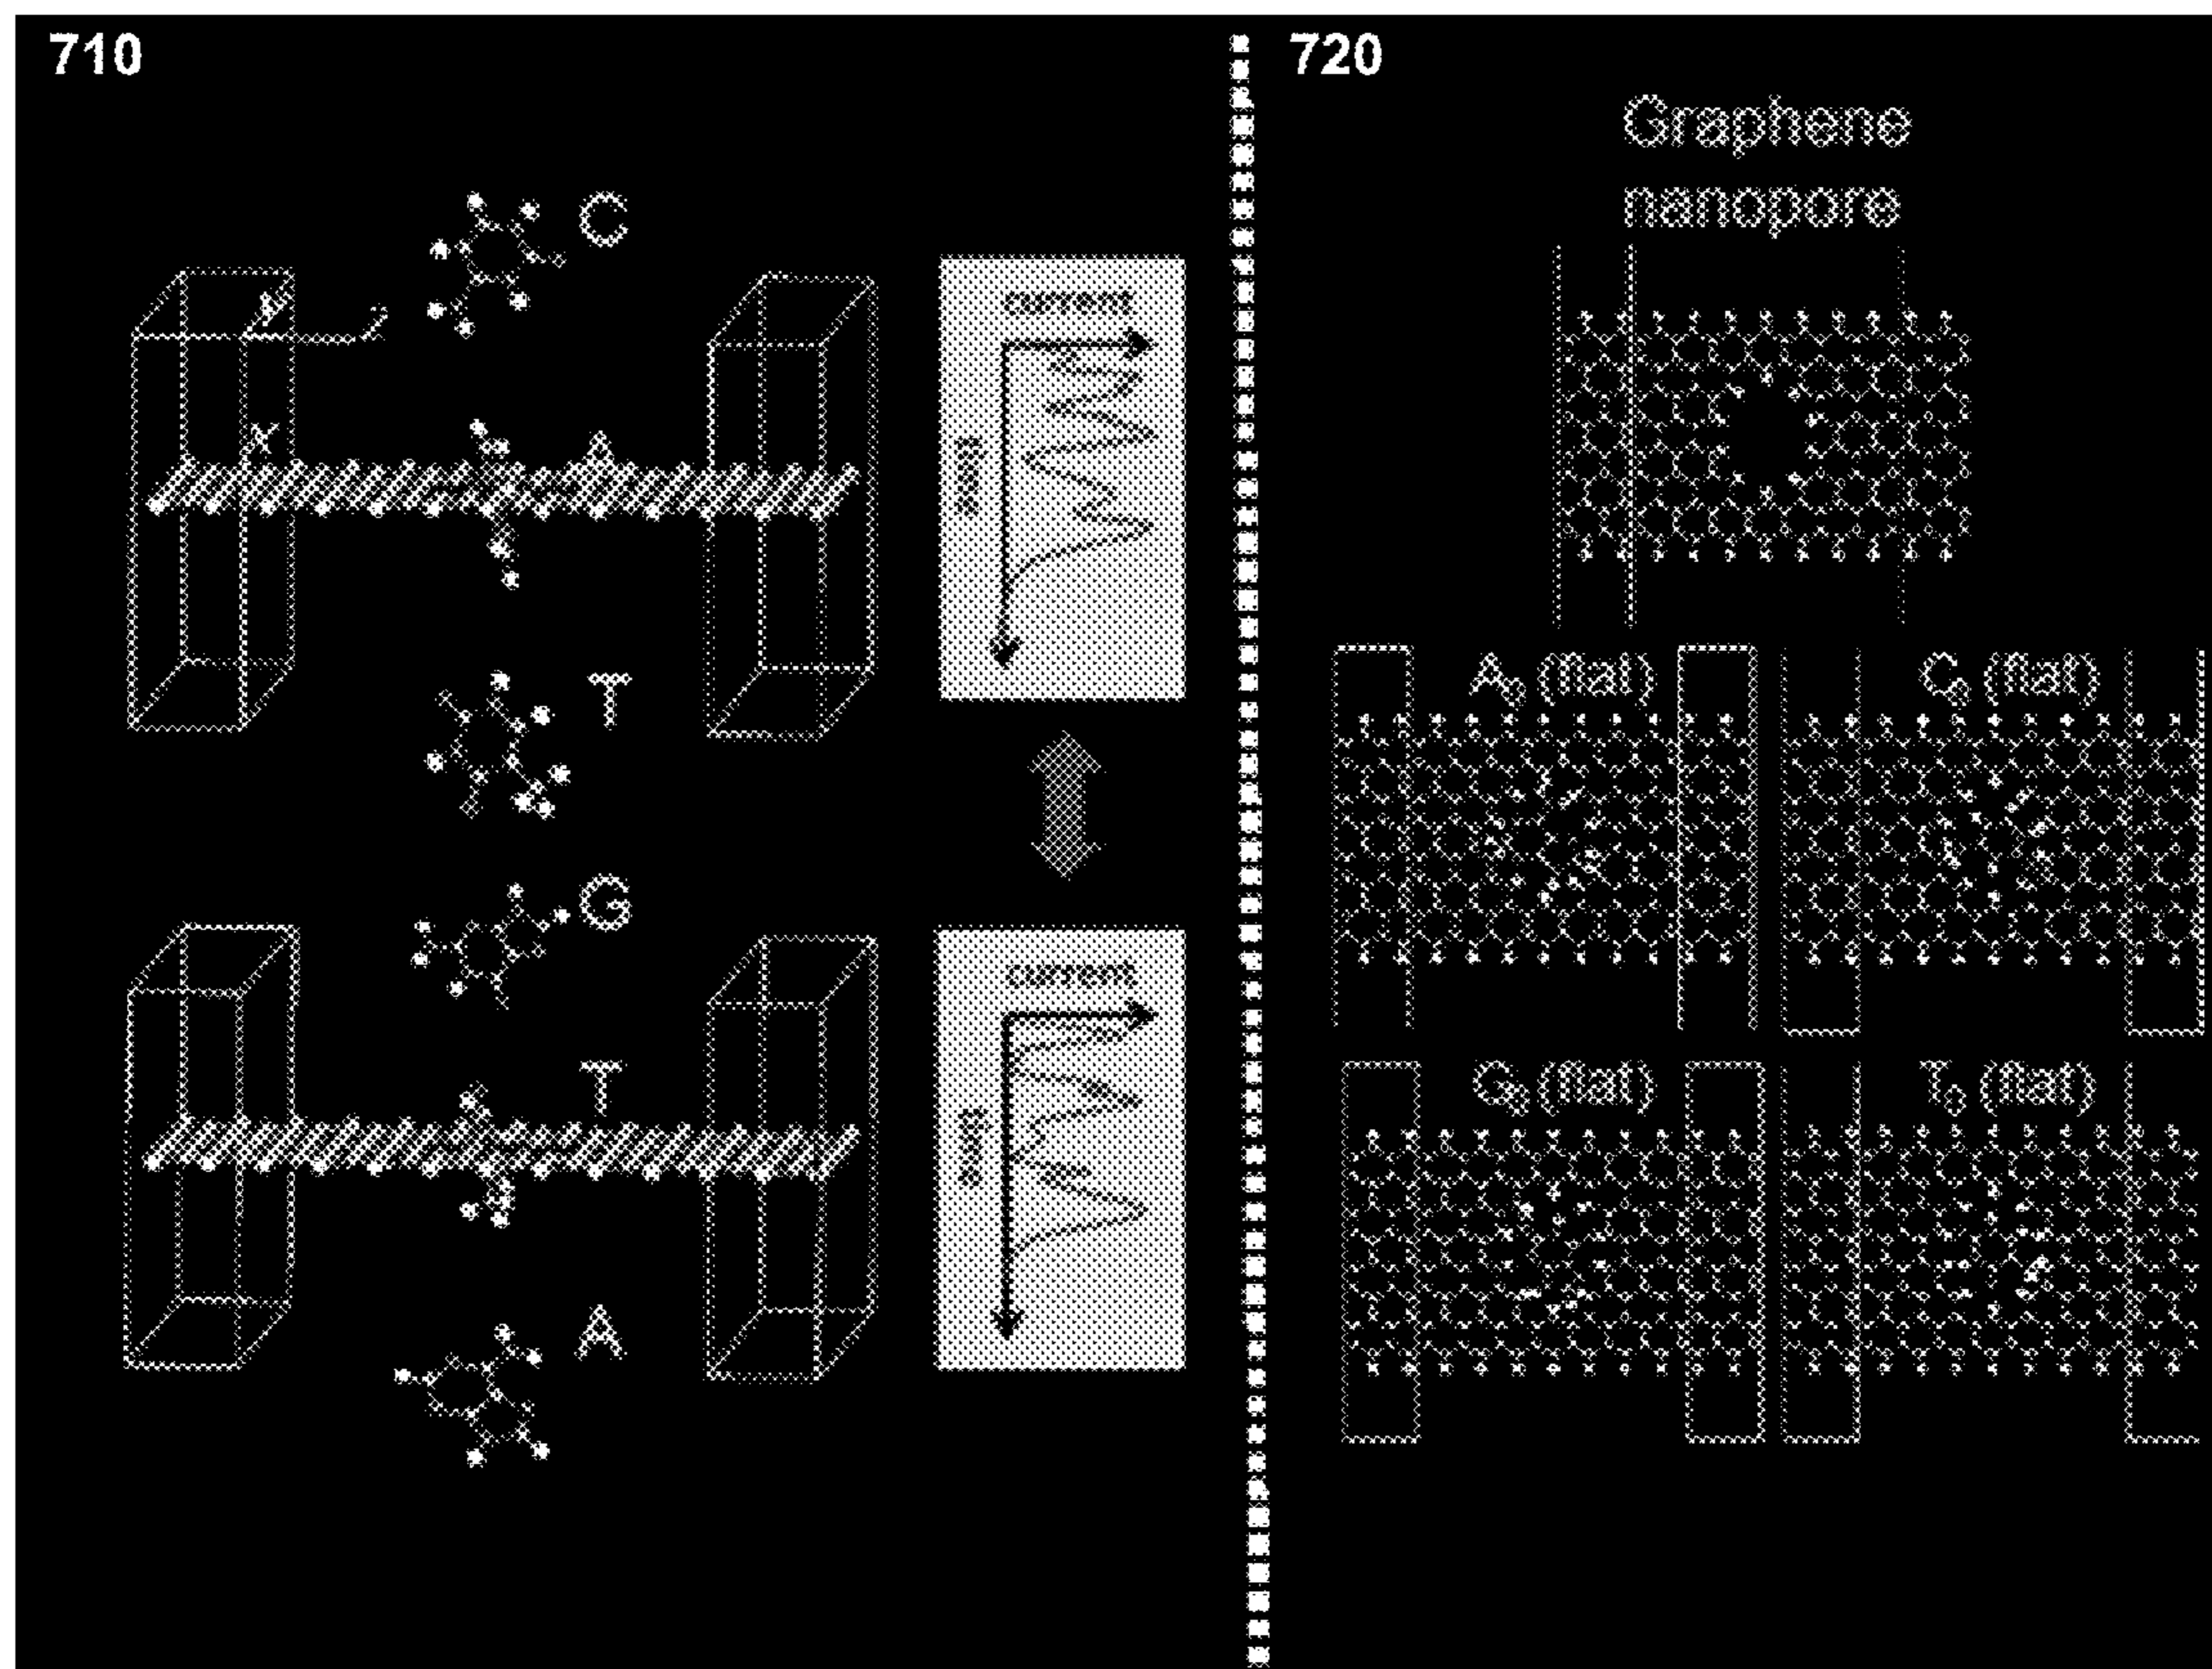 710
C
y
z
x
A
current
T
G
current
T
A
720
Graphene
nanopore
A₀ (flat)
C₀ (flat)
G₀ (flat)
T₀ (flat)